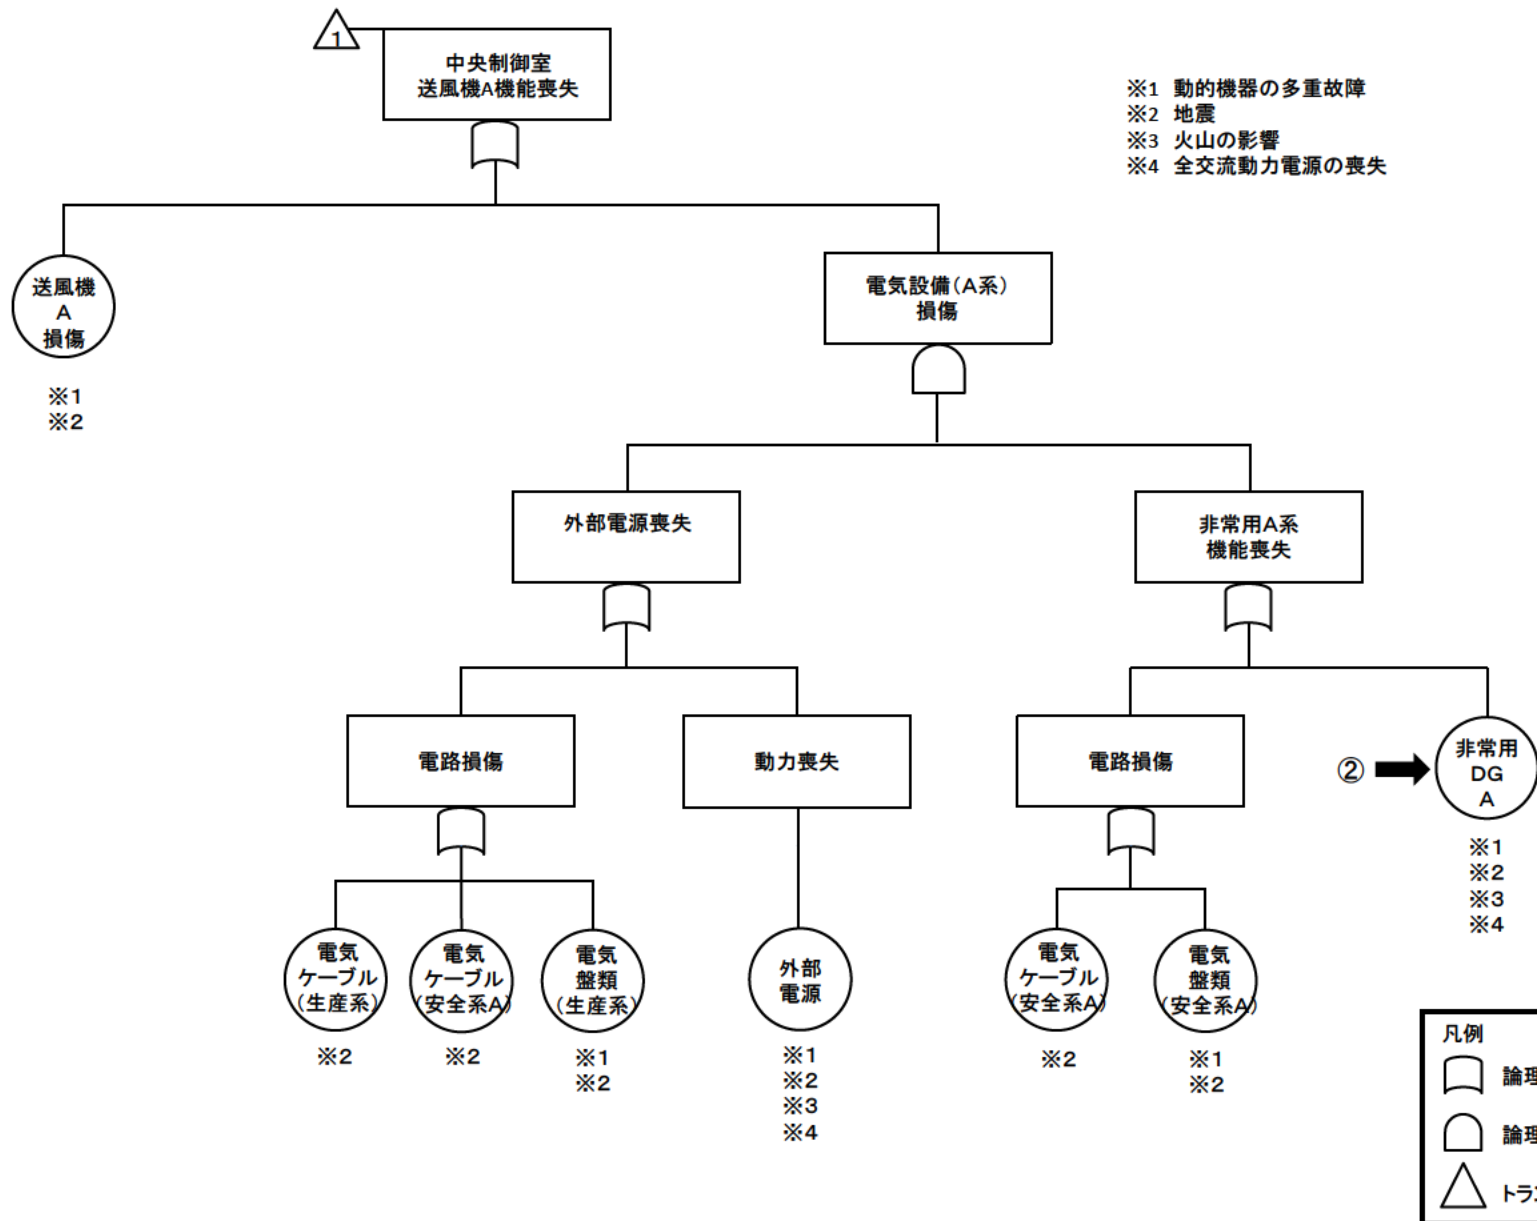 1
中央制御室
送風機A機能喪失
※1 動的機器の多重故障
※2 地震
※3 火山の影響
※4 全交流動力電源の喪失
送風機
A
損傷
※1
※2
電気設備(A系)
損傷
外部電源喪失
非常用A系
機能喪失
電路損傷
動力喪失
電路損傷
②
非常用
DG
A
※1
※2
※3
※4
電気
ケーブル
(生産系)
※2
電気
ケーブル
(安全系A)
※2
電気
盤類
(生産系)
※1
※2
外部
電源
※1
※2
※3
※4
電気
ケーブル
(安全系A)
※2
電気
盤類
(安全系A)
※1
※2
凡例
論理
論理
トラ